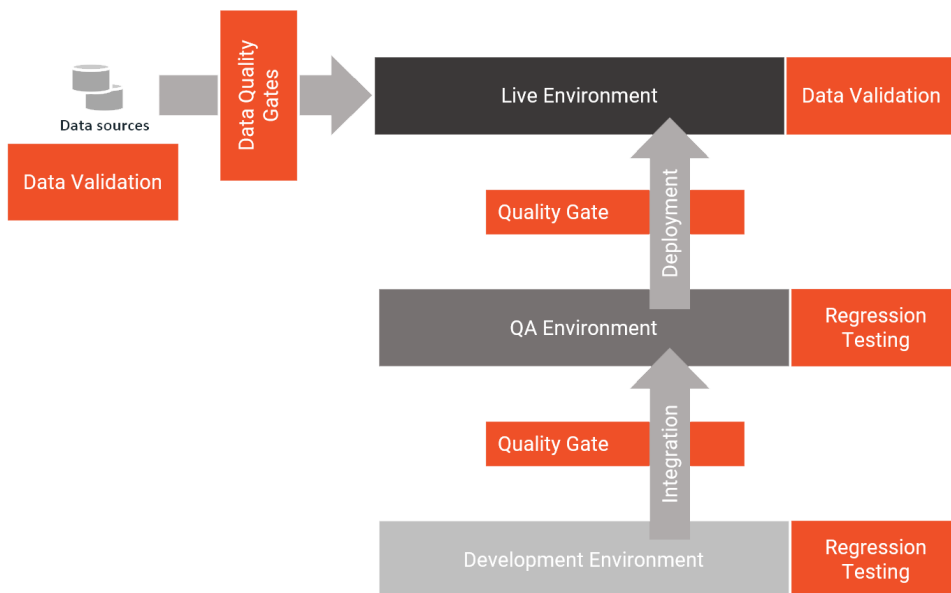 Data Quality
Gates
Data sources
Data Validation
Live Environment
Data Validation
Quality Gate
Deployment
QA Environment
Regression
Testing
Quality Gate
Integration
Development Environment
Regression
Testing